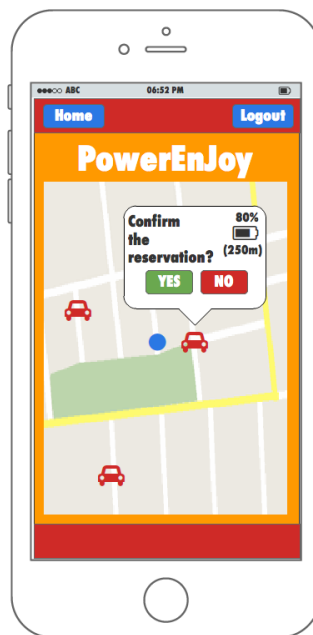 ABC 06:52 PM
Home Logout
PowerEnJoy
Confirm 80%
the
reservation? (250m)
YES NO